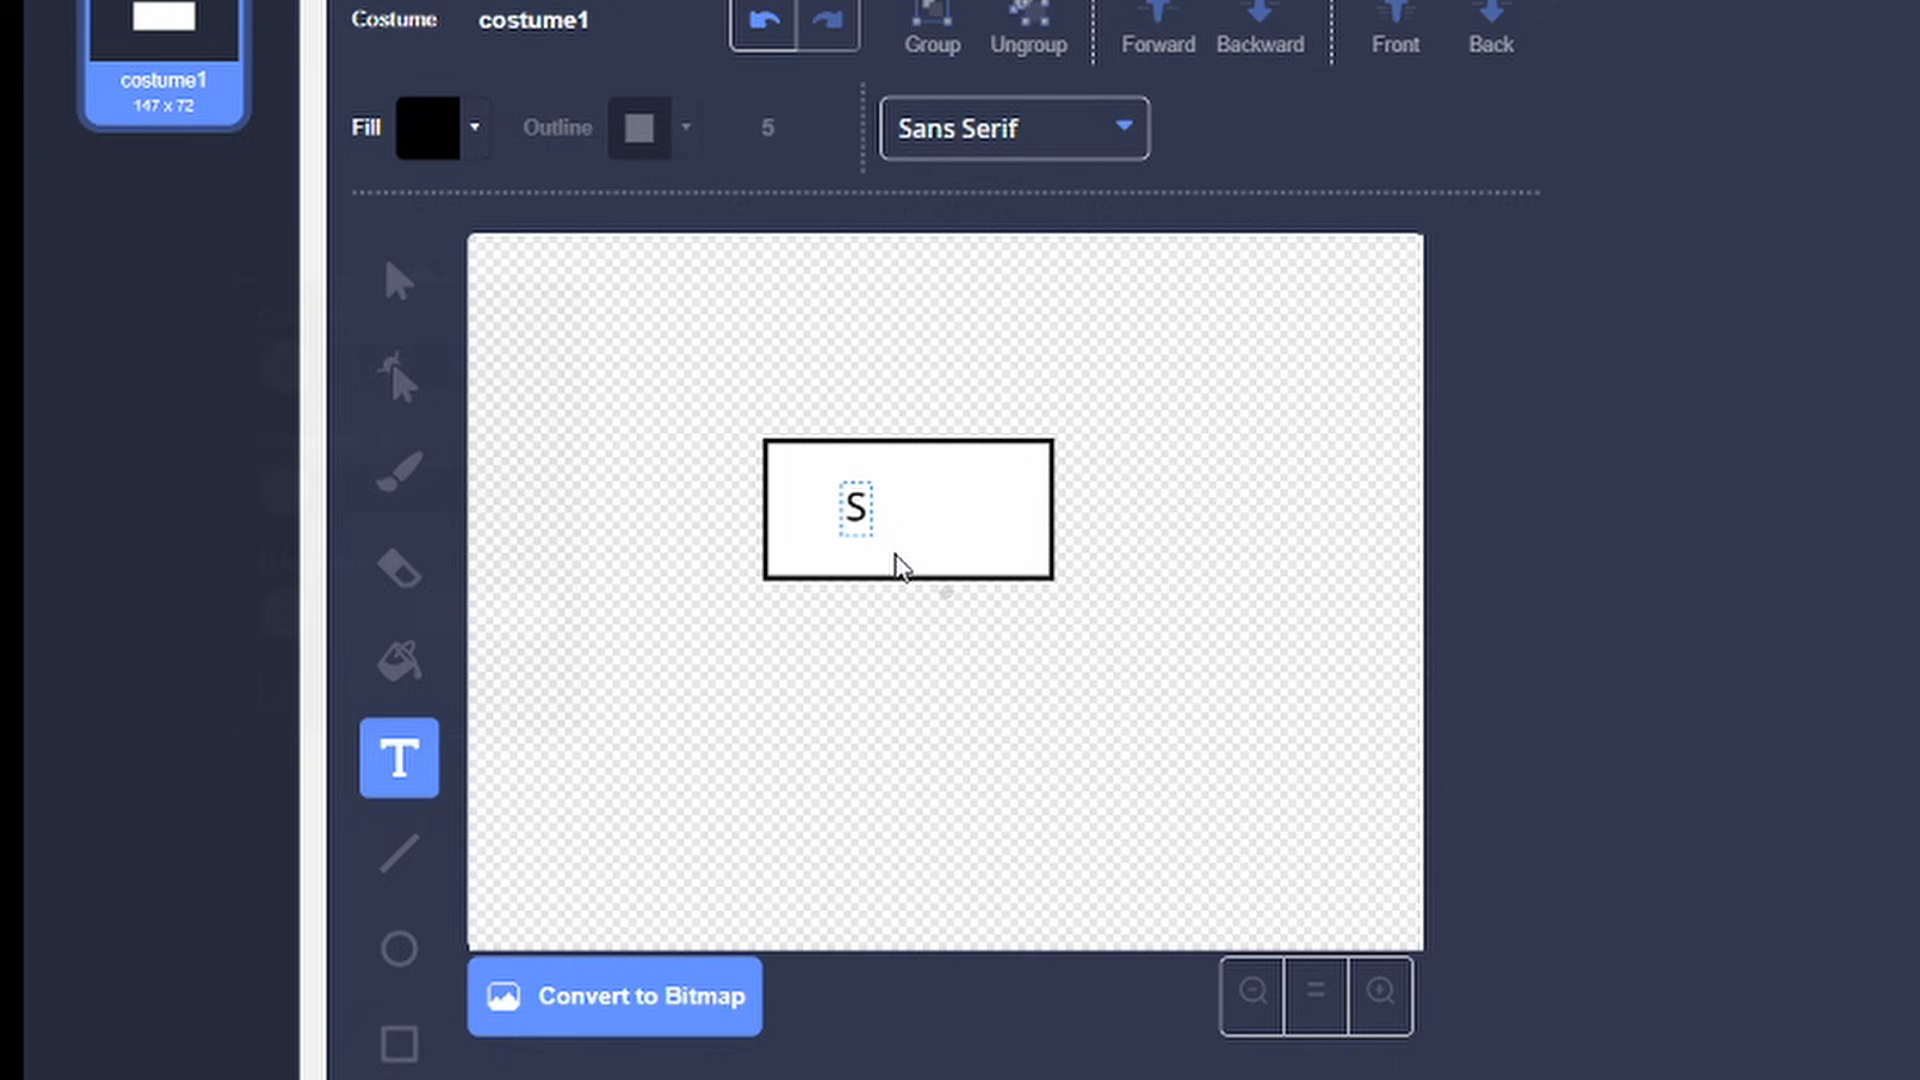 Costume costume1
Group Ungroup Forward Backward Front Back
costume1
147 x 72
Fill Outline 5 Sans Serif
S
T
Convert to Bitmap